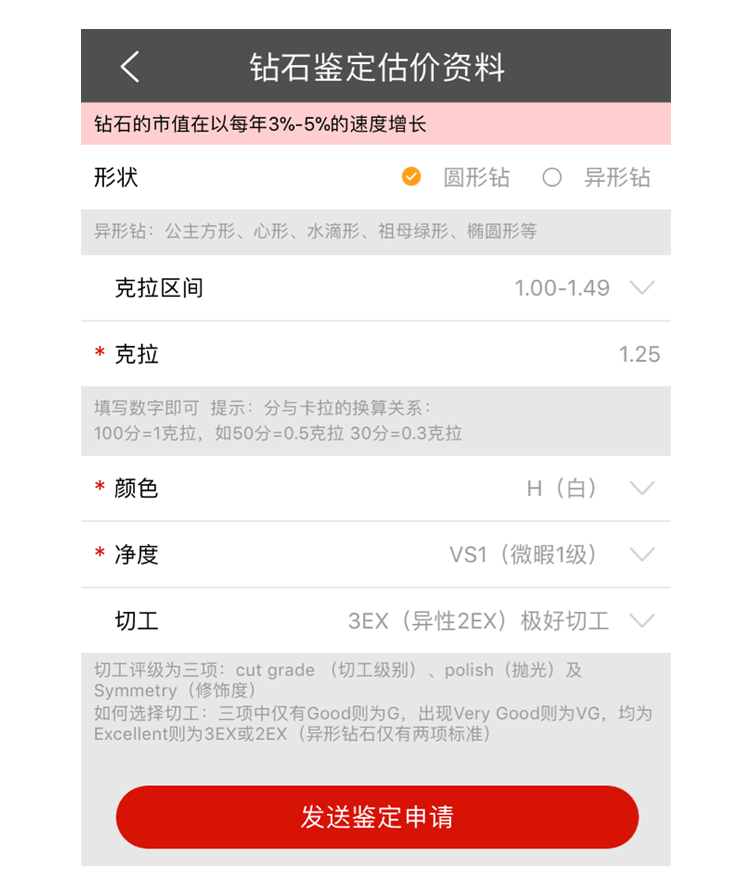 钻石鉴定估价资料
钻石的市值在以每年3%-5%的速度增长
形状 圆形钻 异形钻
异形钻：公主方形、心形、水滴形、祖母绿形、椭圆形等
克拉区间 1.00-1.49
* 克拉 1.25
填写数字即可 提示：分与卡拉的换算关系：
100分=1克拉，如50分=0.5克拉 30分=0.3克拉
* 颜色 H（白）
* 净度 VS1（微暇1级）
切工 3EX（异性2EX）极好切工
切工评级为三项：cut grade （切工级别）、polish（抛光）及
Symmetry（修饰度）
如何选择切工：三项中仅有Good则为G，出现Very Good则为VG，均为
Excellent则为3EX或2EX（异形钻石仅有两项标准）
发送鉴定申请